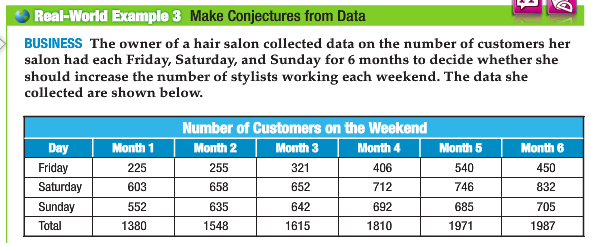 Real-World Example 3 Make Conjectures from Data
BUSINESS The owner of a hair salon collected data on the number of customers her
salon had each Friday, Saturday, and Sunday for 6 months to decide whether she
should increase the number of stylists working each weekend. The data she
collected are shown below.
Number of Customers on the Weekend
Day Month 1 Month 2 Month 3 Month 4 Month 5 Month 6
Friday 225 255 321 406 540 450
Saturday 603 658 652 712 746 832
Sunday 552 635 642 692 685 705
Total 1380 1548 1615 1810 1971 1987